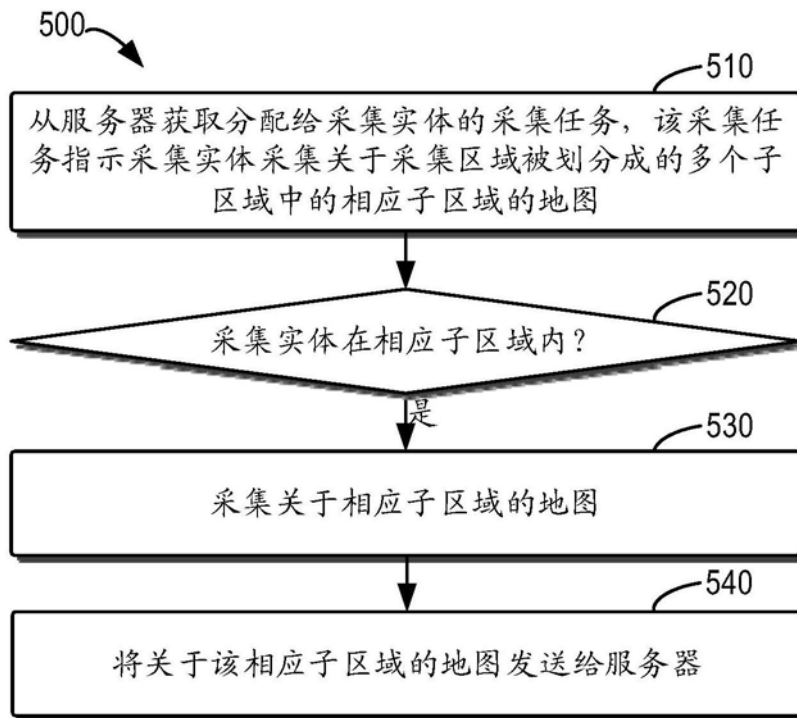 500
510
从服务器获取分配给采集实体的采集任务，该采集任
务指示采集实体采集关于采集区域被划分成的多个子
区域中的相应子区域的地图
520
采集实体在相应子区域内？
是
530
采集关于相应子区域的地图
540
将关于该相应子区域的地图发送给服务器